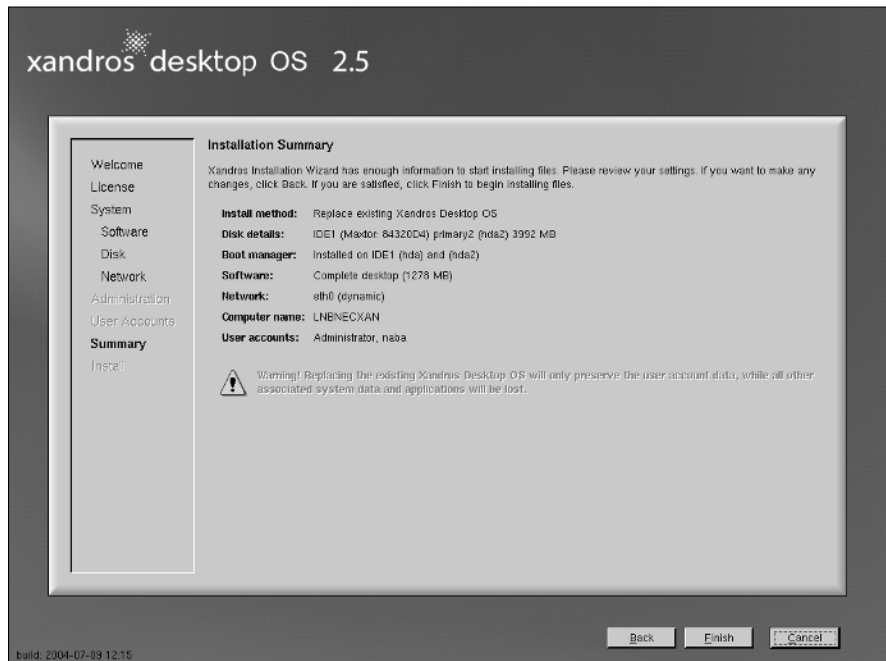 xandros desktop OS 2.5
Welcome
License
System
Software
Disk
Network
Administration
User Accounts
Summary
Install
Installation Summary
Xandros Installation Wizard has enough information to start installing files. Please review your settings. If you want to make any
changes, click Back. If you are satisfied, click Finish to begin installing files.
Install method: Replace existing Xandros Desktop OS
Disk details: IDE1 (Maxtor: 84320D4) primary2 (hda2) 3992 MB
Boot manager: Installed on IDE1 (hda) and (hda2)
Software: Complete desktop (1278 MB)
Network: eth0 (dynamic)
Computer name: LNBNECXAN
User accounts: Administrator, naba
Warning! Replacing the existing Xandros Desktop OS will only preserve the user account data, while all other
associated system data and applications will be lost.
Back Finish Cancel
build: 2004-07-09 12:15